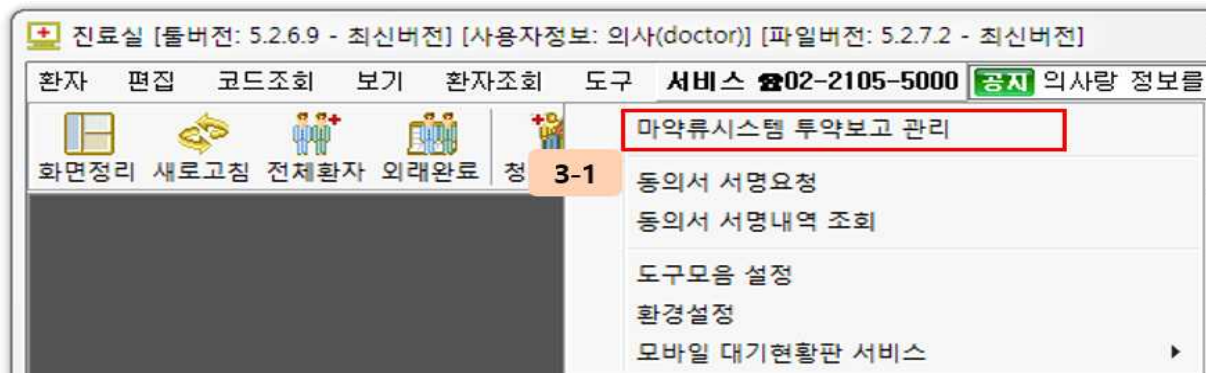 진료실 [툴버전: 5.2.6.9 - 최신버전] [사용자정보: 의사(doctor)] [파일버전: 5.2.7.2 - 최신버전]
환자 편집 코드조회 보기 환자조회 도구 서비스 ☎02-2105-5000 공지 의사랑 정보를
화면정리 새로고침 전체환자 외래완료 청
3-1
마약류시스템 투약보고 관리
동의서 서명요청
동의서 서명내역 조회
도구모음 설정
환경설정
모바일 대기현황판 서비스